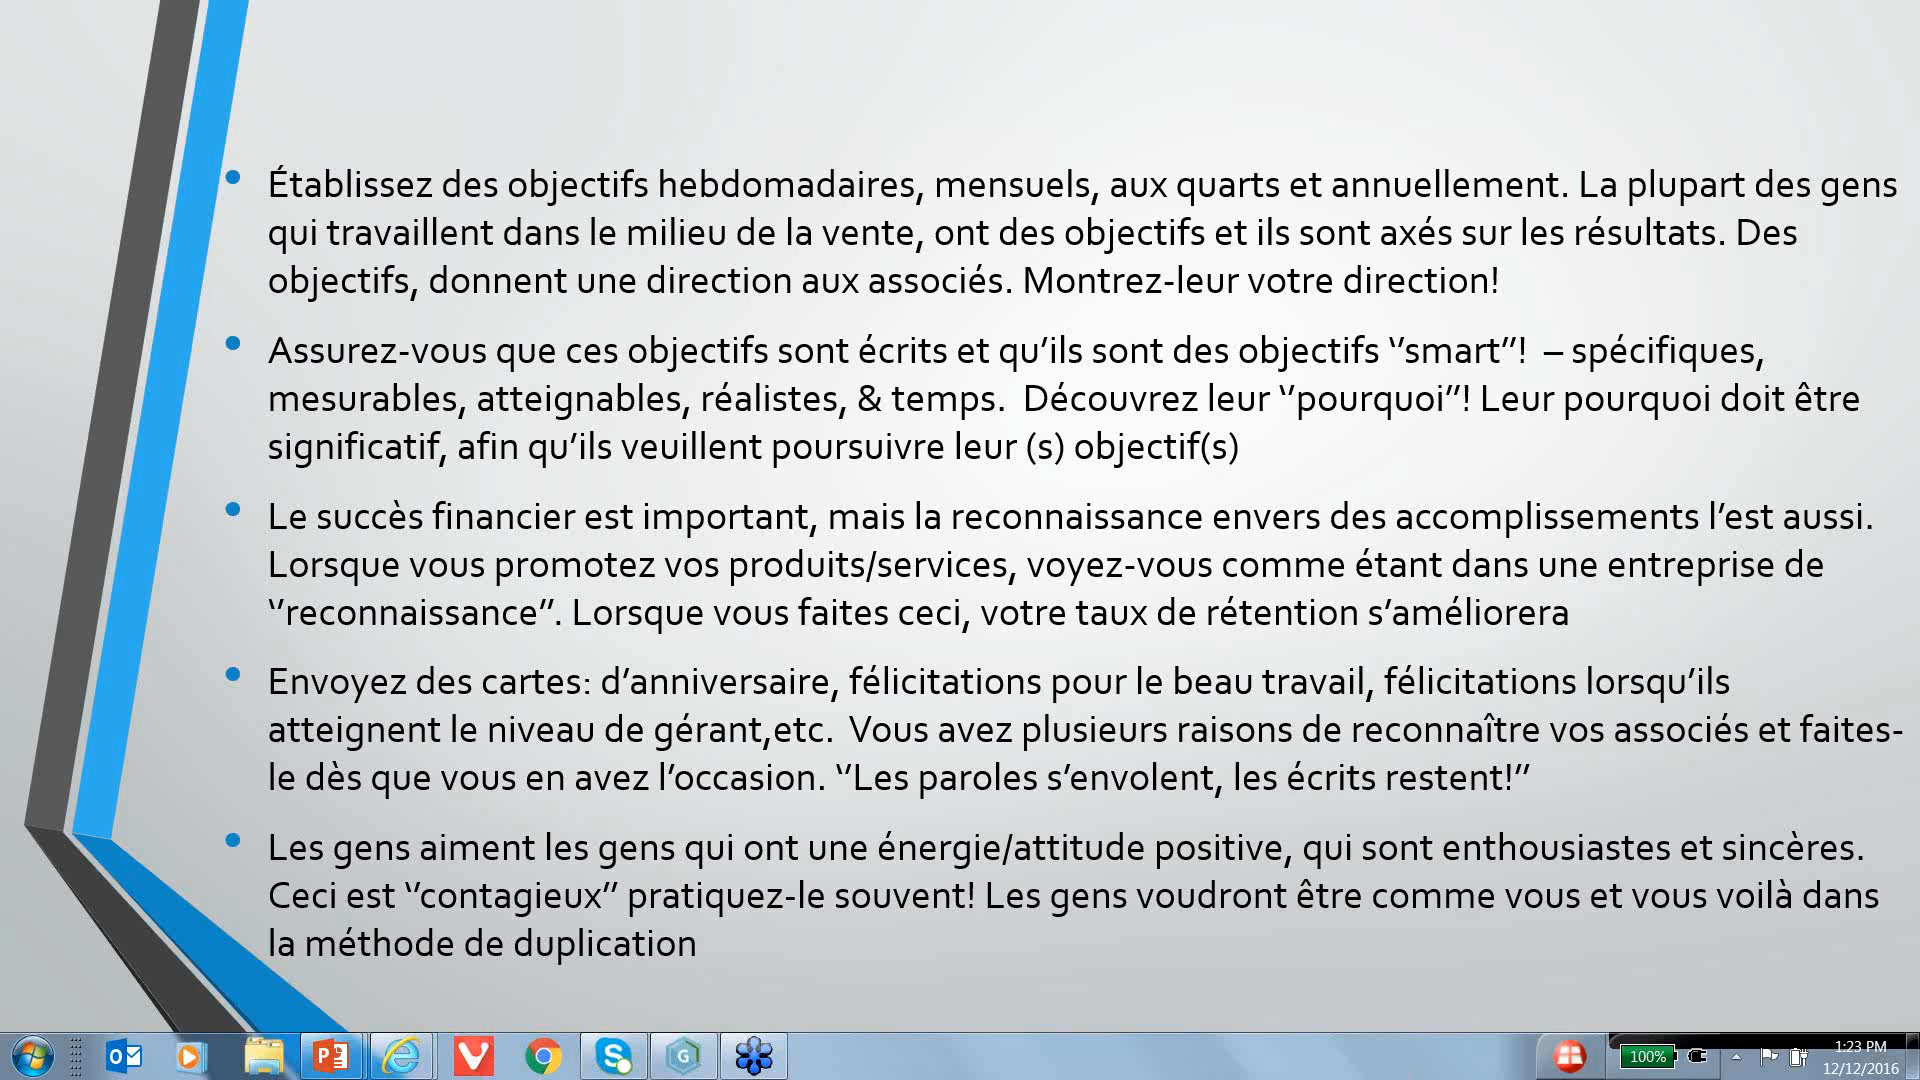 • Établissez des objectifs hebdomadaires, mensuels, aux quarts et annuellement. La plupart des gens
qui travaillent dans le milieu de la vente, ont des objectifs et ils sont axés sur les résultats. Des
objectifs, donnent une direction aux associés. Montrez-leur votre direction!
• Assurez-vous que ces objectifs sont écrits et qu’ils sont des objectifs ‘’smart’’!  – spécifiques,
mesurables, atteignables, réalistes, & temps.  Découvrez leur ‘’pourquoi’’! Leur pourquoi doit être
significatif, afin qu’ils veuillent poursuivre leur (s) objectif(s)
• Le succès financier est important, mais la reconnaissance envers des accomplissements l’est aussi.
Lorsque vous promotez vos produits/services, voyez-vous comme étant dans une entreprise de
‘’reconnaissance’’. Lorsque vous faites ceci, votre taux de rétention s’améliorera
• Envoyez des cartes: d’anniversaire, félicitations pour le beau travail, félicitations lorsqu’ils
atteignent le niveau de gérant,etc.  Vous avez plusieurs raisons de reconnaître vos associés et faites-
le dès que vous en avez l’occasion. ‘’Les paroles s’envolent, les écrits restent!’’
• Les gens aiment les gens qui ont une énergie/attitude positive, qui sont enthousiastes et sincères.
Ceci est ‘’contagieux’’ pratiquez-le souvent! Les gens voudront être comme vous et vous voilà dans
la méthode de duplication
100%
1:23 PM
12/12/2016